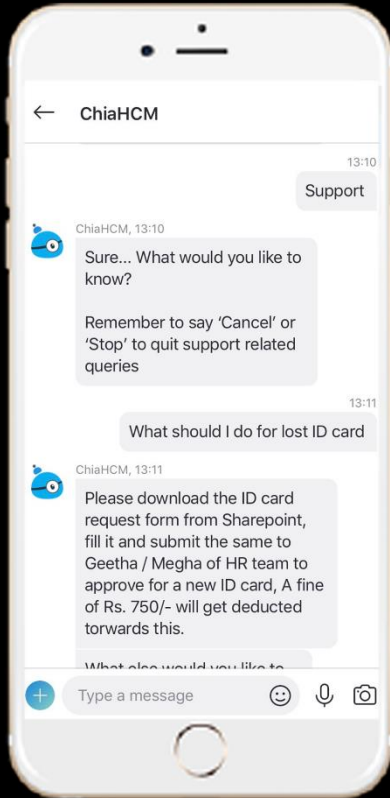 ChiaHCM
13:10
Support
ChiaHCM, 13:10
Sure... What would you like to
know?
Remember to say ‘Cancel’ or
‘Stop’ to quit support related
queries
13:11
What should I do for lost ID card
ChiaHCM, 13:11
Please download the ID card
request form from Sharepoint,
fill it and submit the same to
Geetha / Megha of HR team to
approve for a new ID card, A fine
of Rs. 750/- will get deducted
torwards this.
What else would you like to
Type a message